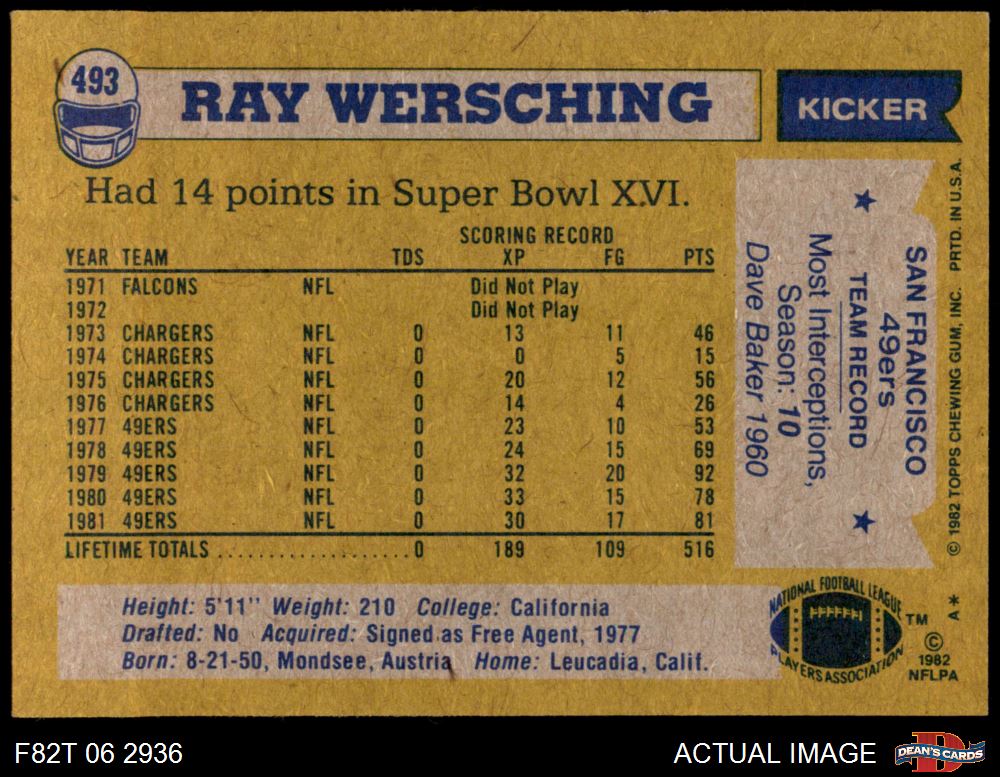 493
RAY WERSCHING
KICKER
Had 14 points in Super Bowl XVI.
SCORING RECORD
YEAR TEAM TDS XP FG PTS
1971 FALCONS NFL Did Not Play
1972 Did Not Play
1973 CHARGERS NFL 0 13 11 46
1974 CHARGERS NFL 0 0 5 15
1975 CHARGERS NFL 0 20 12 56
1976 CHARGERS NFL 0 14 4 26
1977 49ERS NFL 0 23 10 53
1978 49ERS NFL 0 24 15 69
1979 49ERS NFL 0 32 20 92
1980 49ERS NFL 0 33 15 78
1981 49ERS NFL 0 30 17 81
LIFETIME TOTALS ................... 0 189 109 516
Height: 5'11" Weight: 210 College: California
Drafted: No Acquired: Signed as Free Agent, 1977
Born: 8-21-50, Mondsee, Austria Home: Leucadia, Calif.
SAN FRANCISCO
49ers
★ TEAM RECORD ★
Most Interceptions,
Season: 10
Dave Baker 1960
© 1982 TOPPS CHEWING GUM, INC. PRTD. IN U.S.A.
A*
NATIONAL FOOTBALL LEAGUE
PLAYERS ASSOCIATION
TM
©
1982
NFLPA
F82T 06 2936
ACTUAL IMAGE
D
DEAN'S CARDS